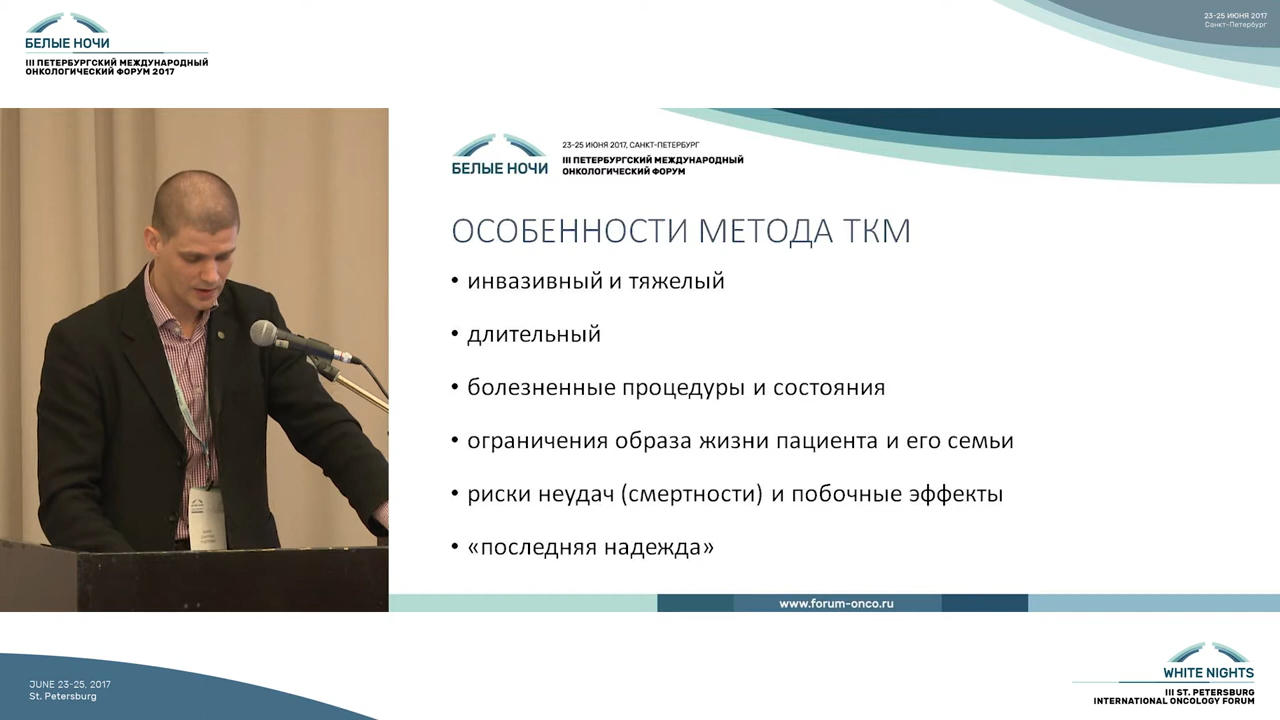 БЕЛЫЕ НОЧИ
III ПЕТЕРБУРГСКИЙ МЕЖДУНАРОДНЫЙ
ОНКОЛОГИЧЕСКИЙ ФОРУМ 2017
23-25 ИЮНЯ 2017
Санкт-Петербург
БЕЛЫЕ НОЧИ
23-25 ИЮНЯ 2017, САНКТ-ПЕТЕРБУРГ
III ПЕТЕРБУРГСКИЙ МЕЖДУНАРОДНЫЙ
ОНКОЛОГИЧЕСКИЙ ФОРУМ
ОСОБЕННОСТИ МЕТОДА ТКМ
• инвазивный и тяжелый
• длительный
• болезненные процедуры и состояния
• ограничения образа жизни пациента и его семьи
• риски неудач (смертности) и побочные эффекты
• «последняя надежда»
www.forum-onco.ru
JUNE 23-25, 2017
St. Petersburg
WHITE NIGHTS
III ST. PETERSBURG
INTERNATIONAL ONCOLOGY FORUM